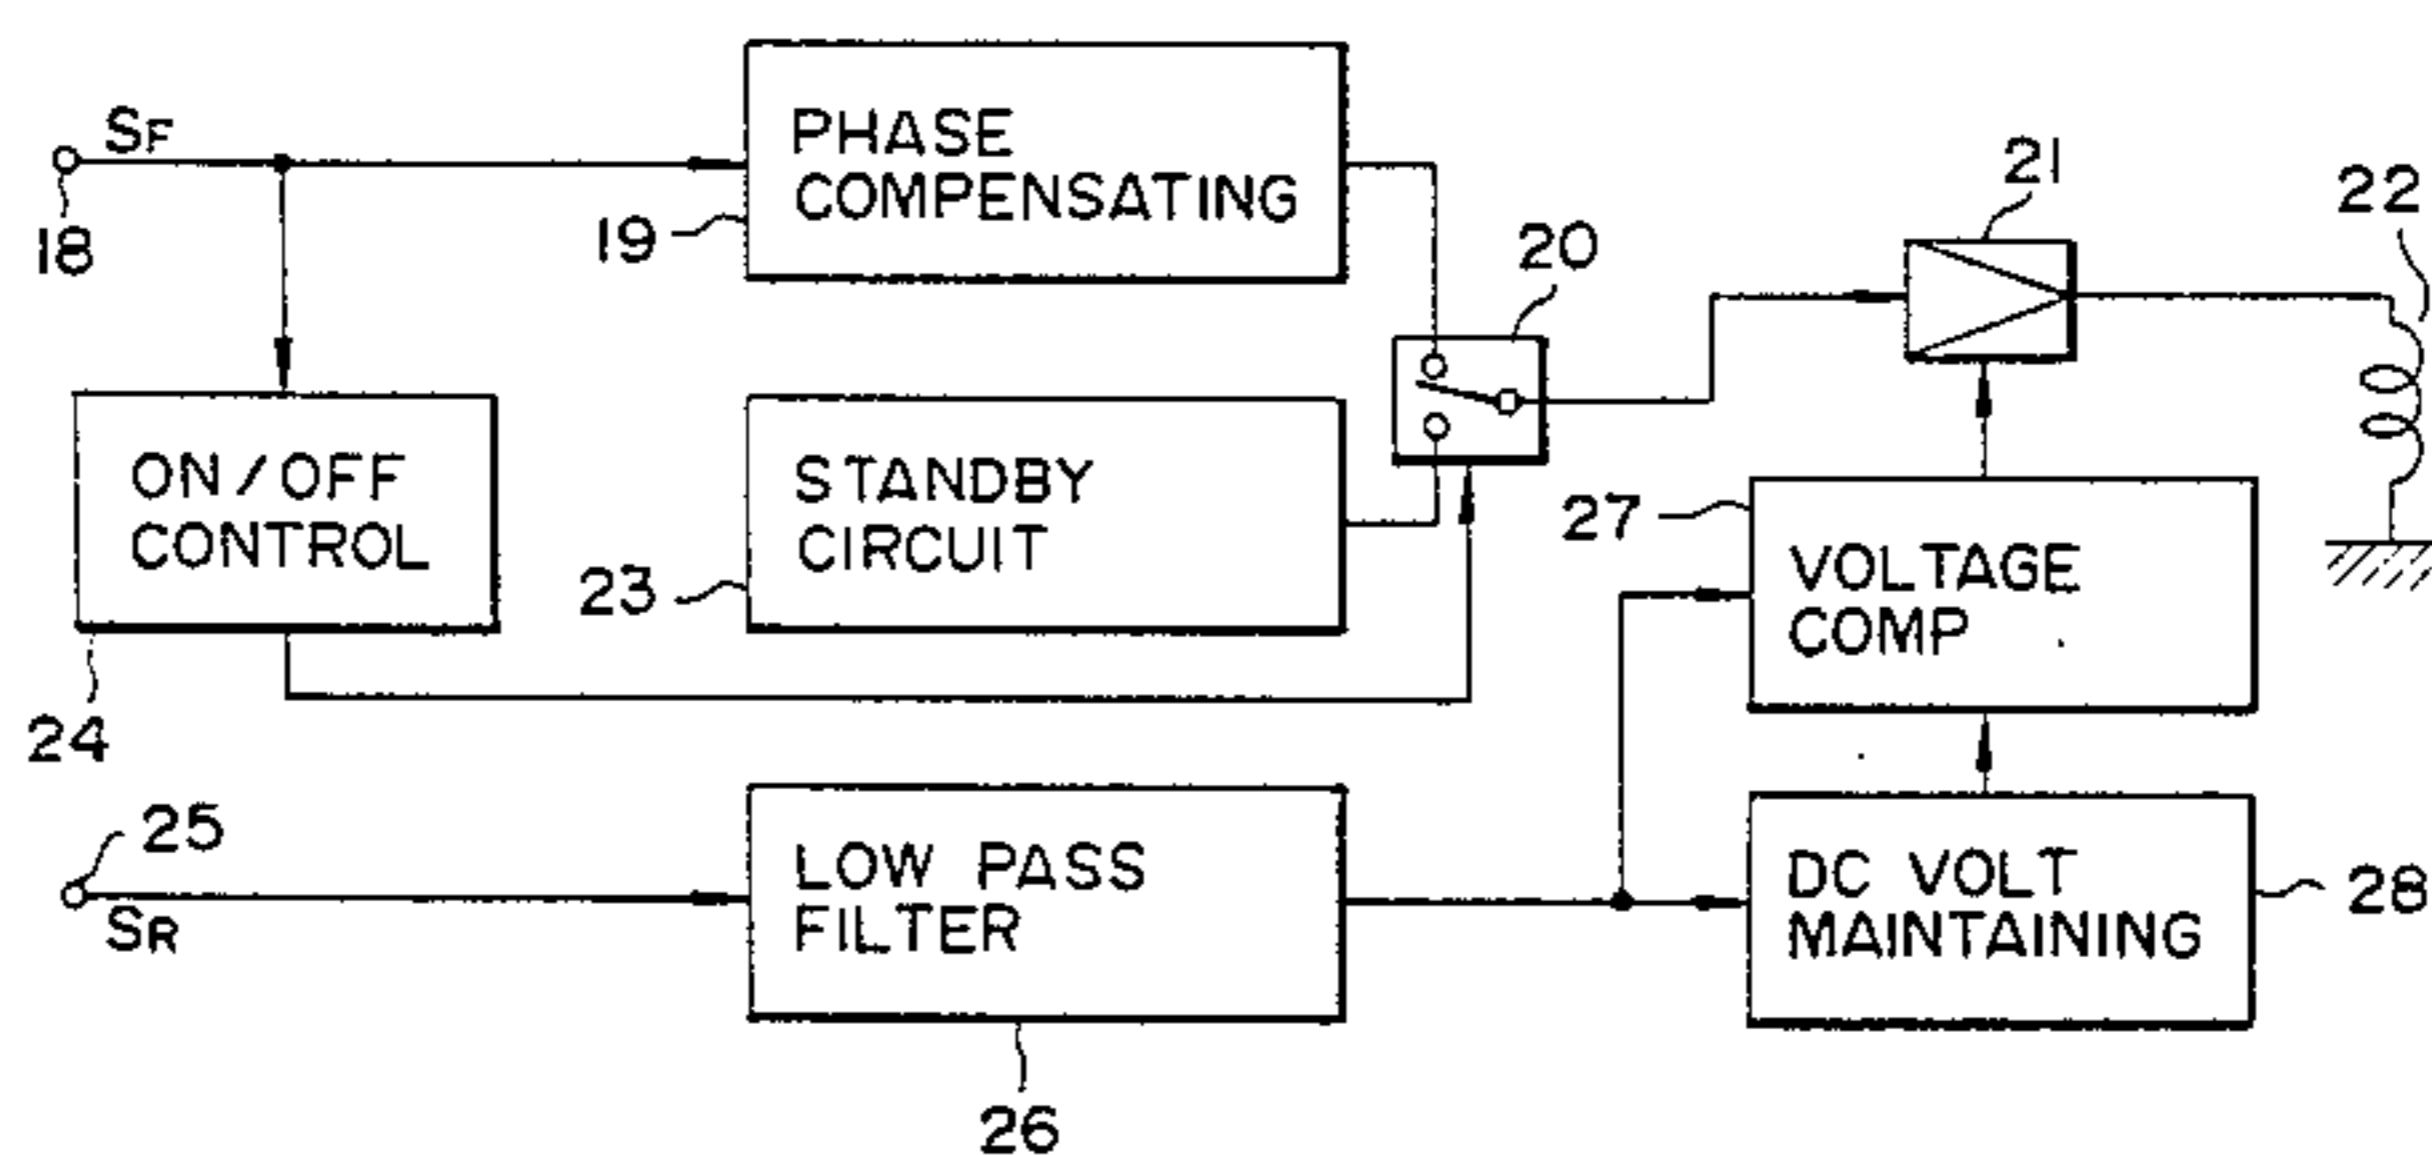 SF
18
PHASE
COMPENSATING
19
20
21
22
ON/OFF
CONTROL
24
STANDBY
CIRCUIT
23
27
VOLTAGE
COMP
25
SR
LOW PASS
FILTER
26
DC VOLT
MAINTAINING
28